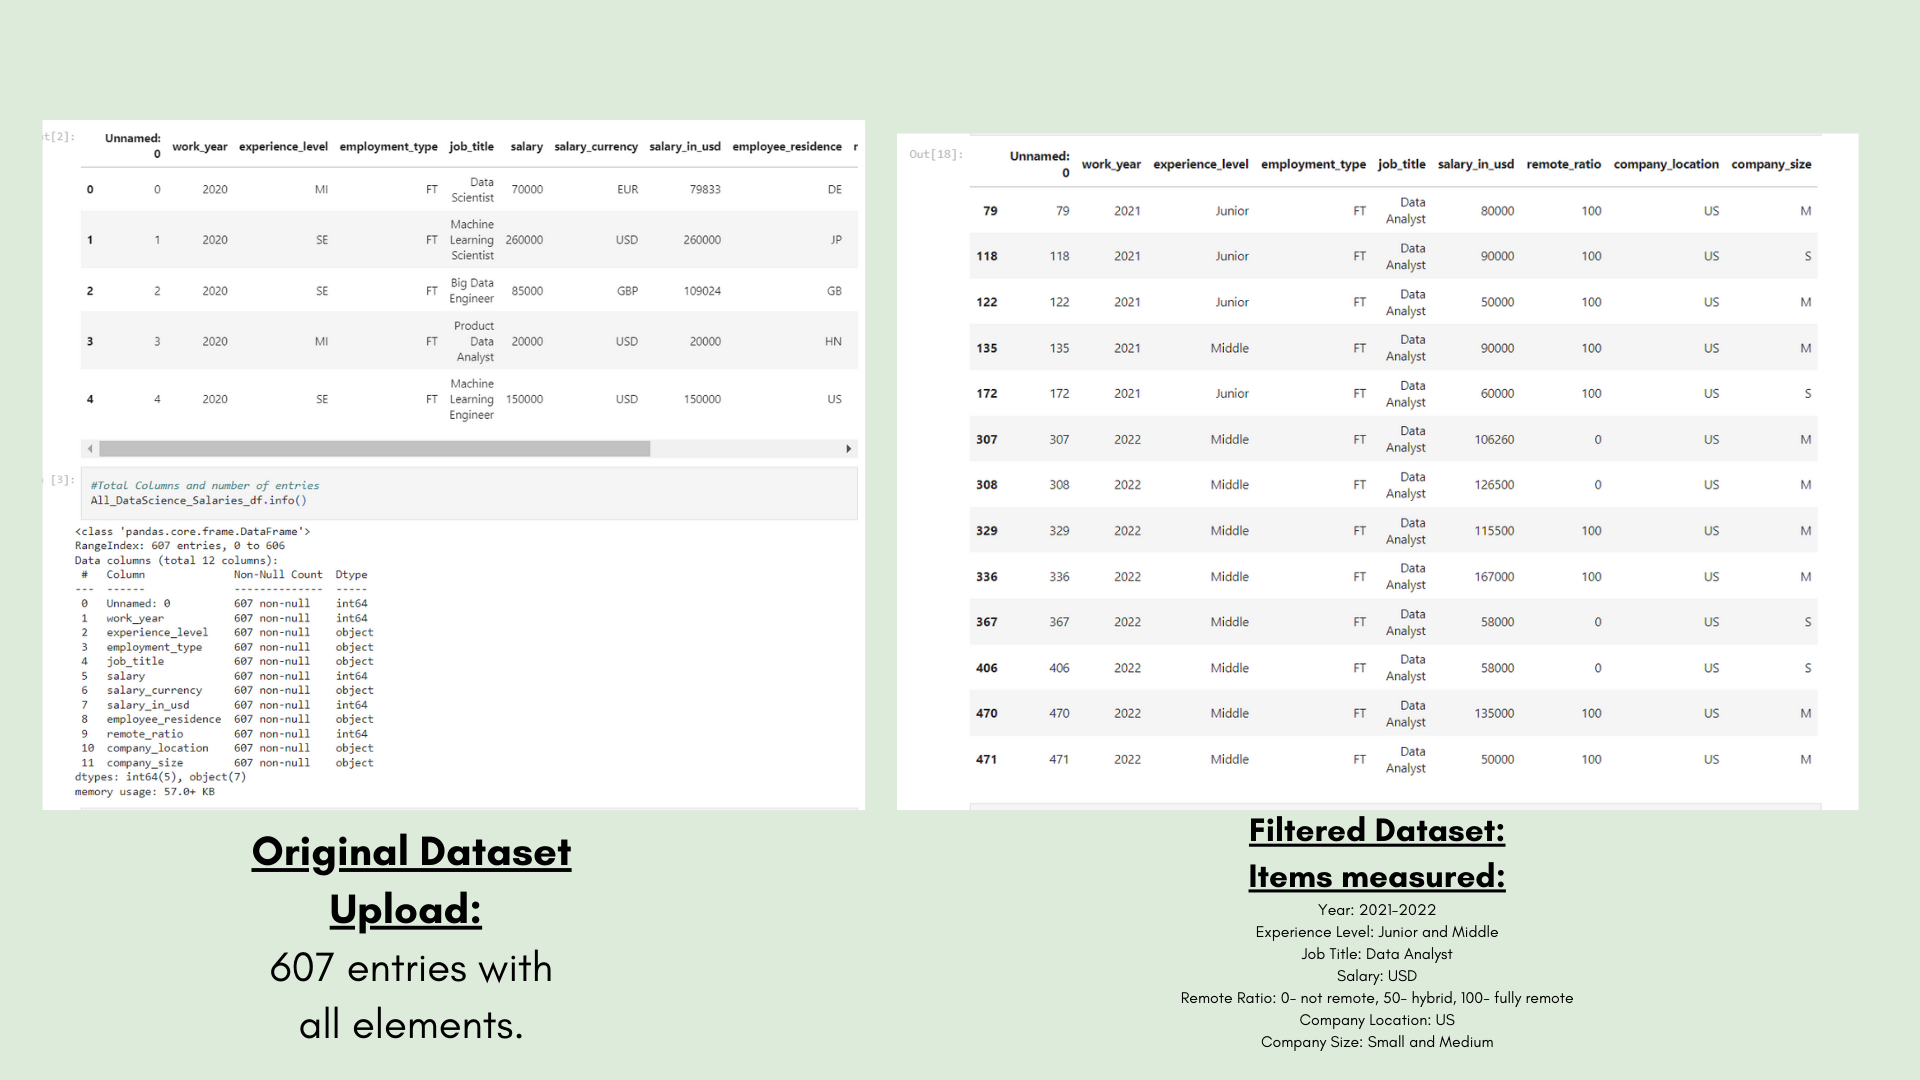 t[2]:
Unnamed: 0 work_year experience_level employment_type job_title salary salary_currency salary_in_usd employee_residence r
0 0 2020 MI FT Data Scientist 70000 EUR 79833 DE
1 1 2020 SE FT Machine Learning Scientist 260000 USD 260000 JP
2 2 2020 SE FT Big Data Engineer 85000 GBP 109024 GB
3 3 2020 MI FT Product Data Analyst 20000 USD 20000 HN
4 4 2020 SE FT Machine Learning Engineer 150000 USD 150000 US
[3]:
#Total Columns and number of entries
All_DataScience_Salaries_df.info()
<class 'pandas.core.frame.DataFrame'>
RangeIndex: 607 entries, 0 to 606
Data columns (total 12 columns):
# Column Non-Null Count Dtype
--- ------ -------------- -----
0 Unnamed: 0 607 non-null int64
1 work_year 607 non-null int64
2 experience_level 607 non-null object
3 employment_type 607 non-null object
4 job_title 607 non-null object
5 salary 607 non-null int64
6 salary_currency 607 non-null object
7 salary_in_usd 607 non-null int64
8 employee_residence 607 non-null object
9 remote_ratio 607 non-null int64
10 company_location 607 non-null object
11 company_size 607 non-null object
dtypes: int64(5), object(7)
memory usage: 57.0+ KB
Original Dataset
Upload:
607 entries with
all elements.
Out[18]:
Unnamed: 0 work_year experience_level employment_type job_title salary_in_usd remote_ratio company_location company_size
79 79 2021 Junior FT Data Analyst 80000 100 US M
118 118 2021 Junior FT Data Analyst 90000 100 US S
122 122 2021 Junior FT Data Analyst 50000 100 US M
135 135 2021 Middle FT Data Analyst 90000 100 US M
172 172 2021 Junior FT Data Analyst 60000 100 US S
307 307 2022 Middle FT Data Analyst 106260 0 US M
308 308 2022 Middle FT Data Analyst 126500 0 US M
329 329 2022 Middle FT Data Analyst 115500 100 US M
336 336 2022 Middle FT Data Analyst 167000 100 US M
367 367 2022 Middle FT Data Analyst 58000 0 US S
406 406 2022 Middle FT Data Analyst 58000 0 US S
470 470 2022 Middle FT Data Analyst 135000 100 US M
471 471 2022 Middle FT Data Analyst 50000 100 US M
Filtered Dataset:
Items measured:
Year: 2021-2022
Experience Level: Junior and Middle
Job Title: Data Analyst
Salary: USD
Remote Ratio: 0- not remote, 50- hybrid, 100- fully remote
Company Location: US
Company Size: Small and Medium